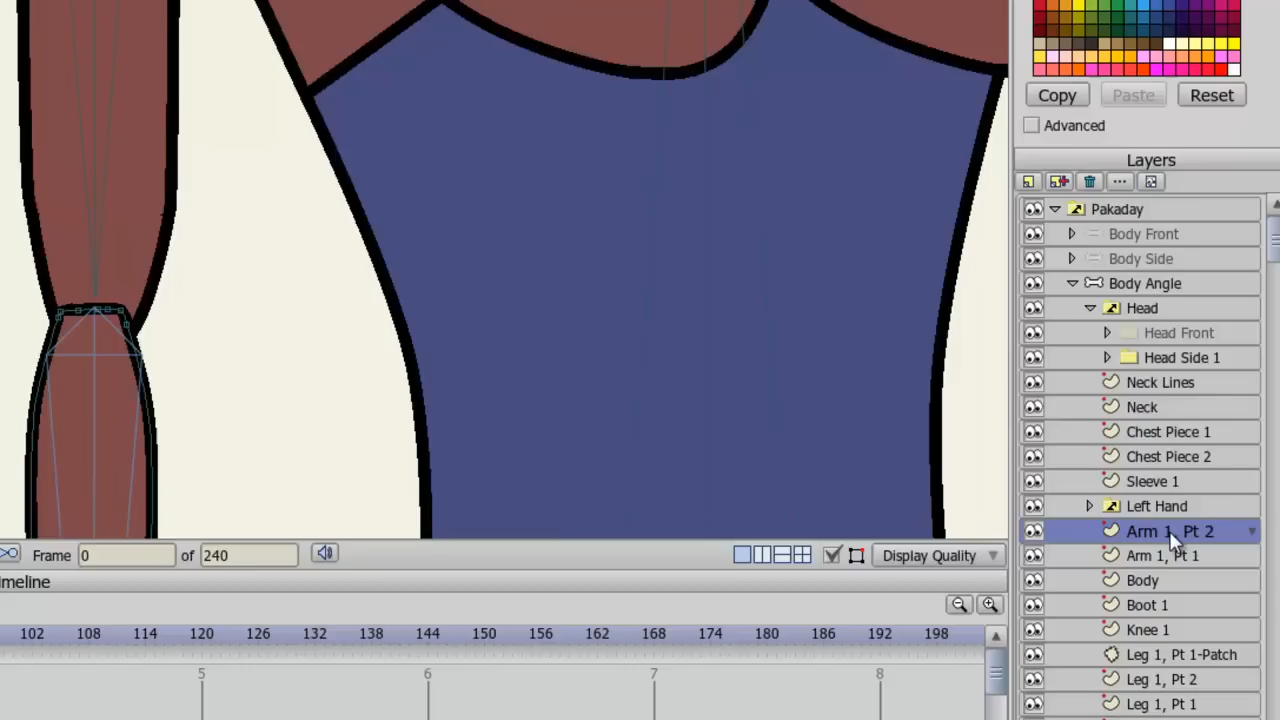 Copy Paste Reset
Advanced
Layers
Pakaday
Body Front
Body Side
Body Angle
Head
Head Front
Head Side 1
Neck Lines
Neck
Chest Piece 1
Chest Piece 2
Sleeve 1
Left Hand
Arm 1, Pt 2
Arm 1, Pt 1
Body
Boot 1
Knee 1
Leg 1, Pt 1-Patch
Leg 1, Pt 2
Leg 1, Pt 1
Frame 0 of 240 Display Quality
imeline
102 108 114 120 126 132 138 144 150 156 162 168 174 180 186 192 198
5 6 7 8